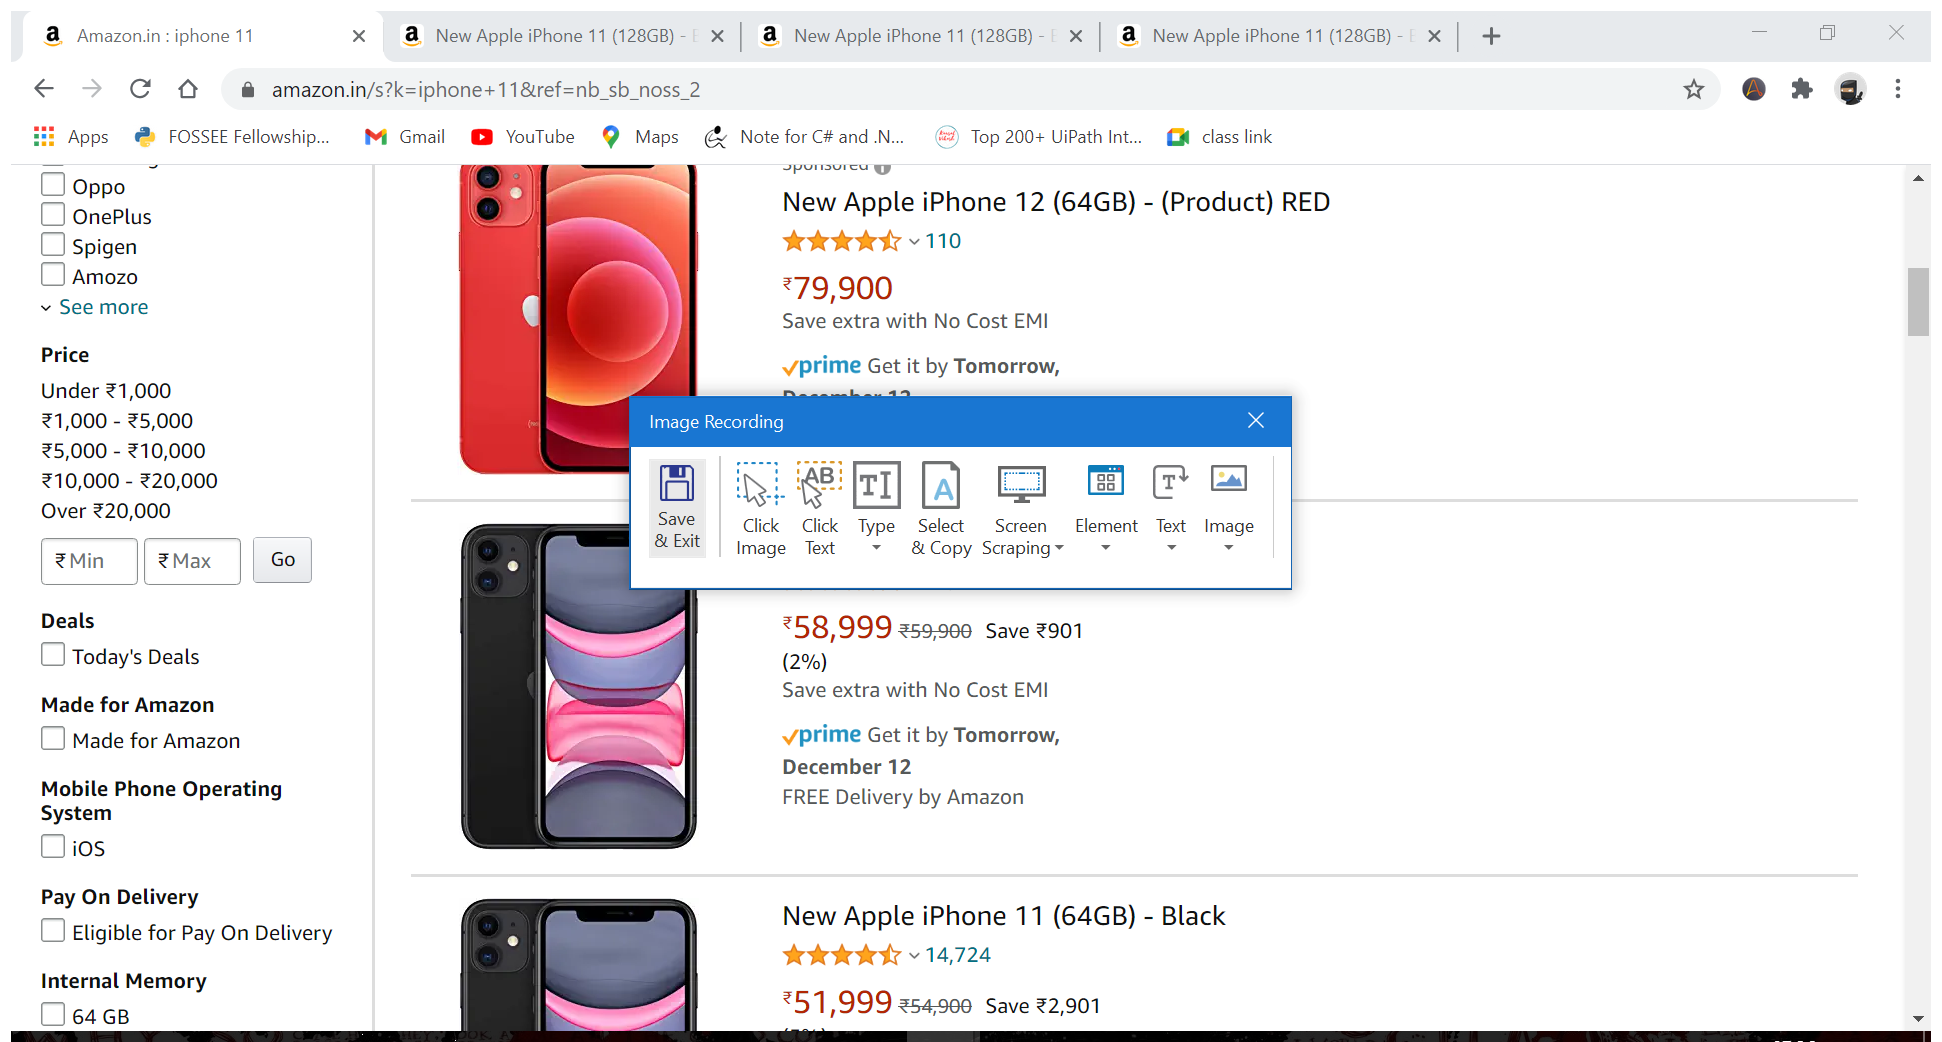 Amazon.in : iphone 11
New Apple iPhone 11 (128GB) -
New Apple iPhone 11 (128GB) -
New Apple iPhone 11 (128GB) -
amazon.in/s?k=iphone+11&ref=nb_sb_noss_2
Apps
FOSSEE Fellowship...
Gmail
YouTube
Maps
Note for C# and .N...
Top 200+ UiPath Int...
class link
Oppo
OnePlus
Spigen
Amozo
See more
Price
Under ₹1,000
₹1,000 - ₹5,000
₹5,000 - ₹10,000
₹10,000 - ₹20,000
Over ₹20,000
₹ Min
₹ Max
Go
Deals
Today's Deals
Made for Amazon
Made for Amazon
Mobile Phone Operating
System
iOS
Pay On Delivery
Eligible for Pay On Delivery
Internal Memory
64 GB
Sponsored
New Apple iPhone 12 (64GB) - (Product) RED
110
₹79,900
Save extra with No Cost EMI
prime Get it by Tomorrow,
December 12
Image Recording
Save
& Exit
Click
Image
Click
Text
Type
Select
& Copy
Screen
Scraping
Element
Text
Image
₹58,999 ₹59,900 Save ₹901
(2%)
Save extra with No Cost EMI
prime Get it by Tomorrow,
December 12
FREE Delivery by Amazon
New Apple iPhone 11 (64GB) - Black
14,724
₹51,999 ₹54,900 Save ₹2,901